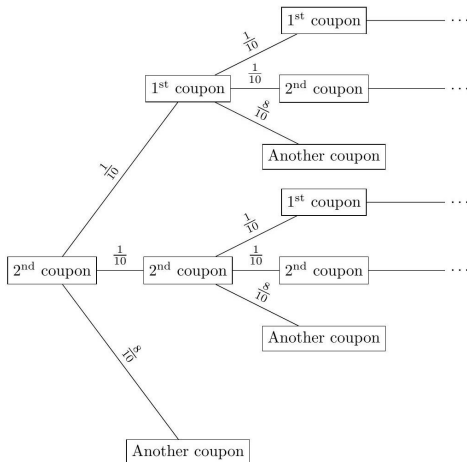 1st coupon ...
1/10
1/10
2nd coupon ...
1st coupon
8/10
Another coupon
1/10
1st coupon ...
1/10
2nd coupon
1/10
2nd coupon
1/10
2nd coupon ...
8/10
Another coupon
8/10
Another coupon